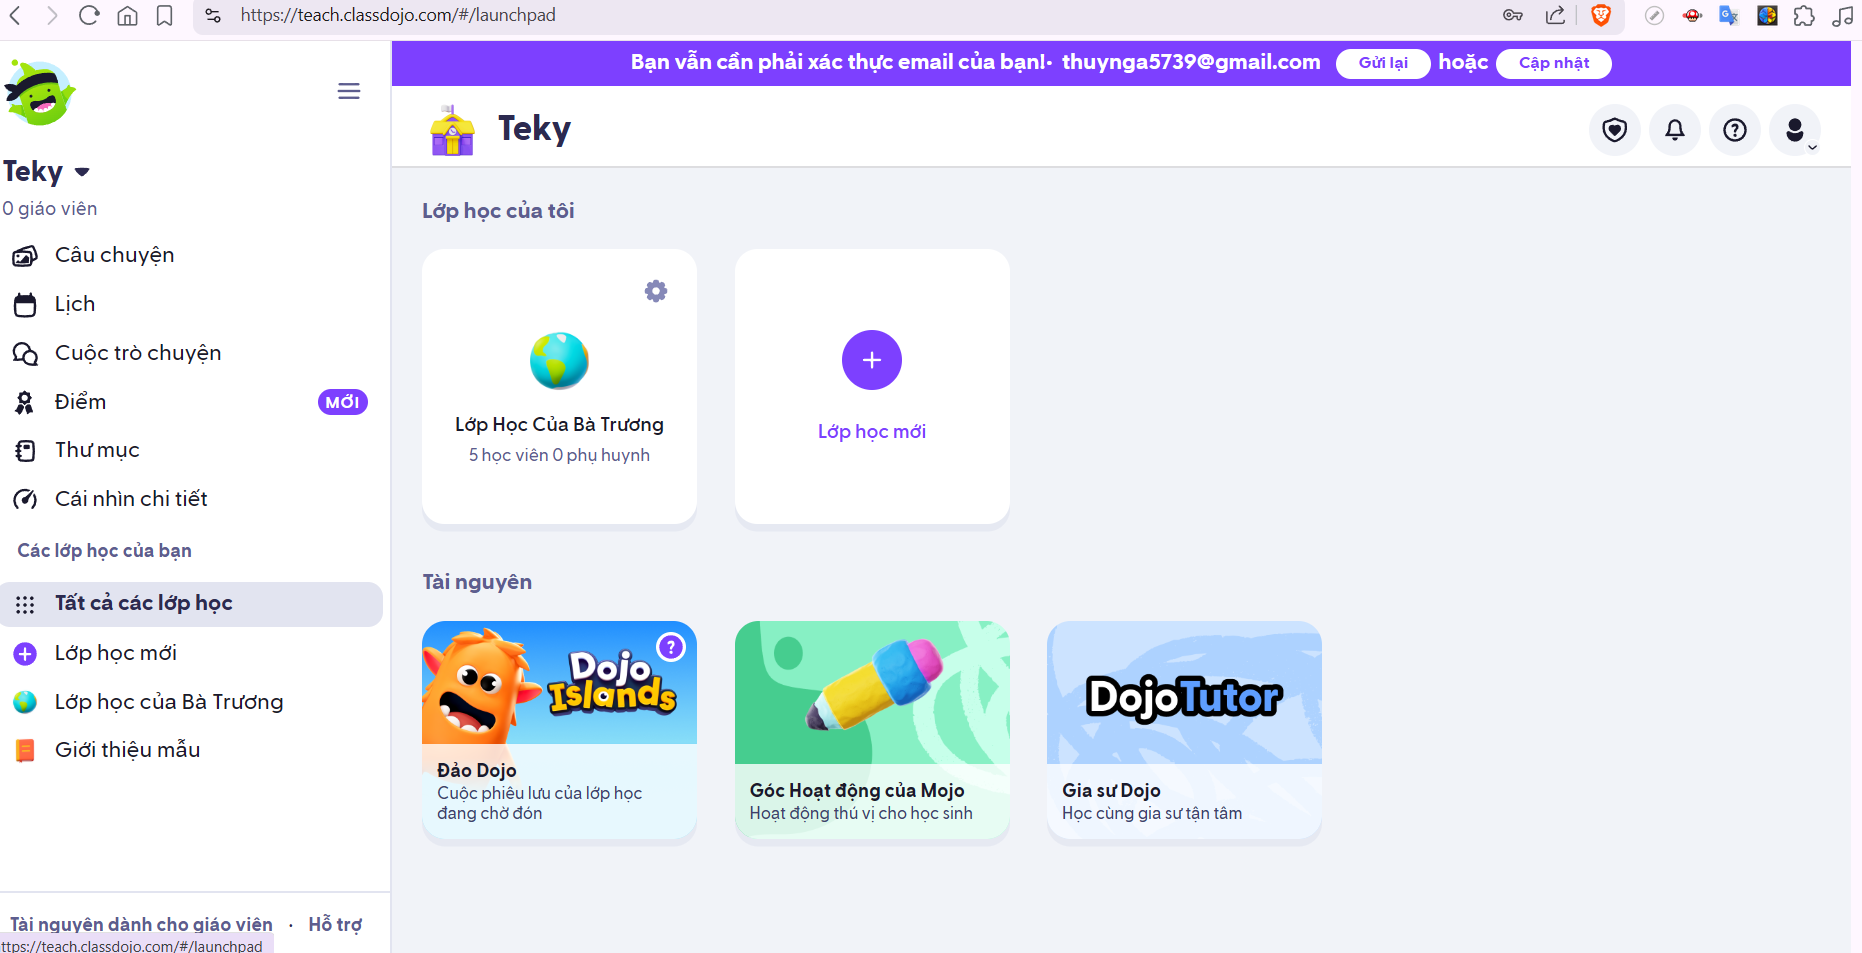 https://teach.classdojo.com/#/launchpad
Bạn vẫn cần phải xác thực email của bạn!· thuynga5739@gmail.com Gửi lại hoặc Cập nhật
Teky
Teky
0 giáo viên
Câu chuyện
Lịch
Cuộc trò chuyện
Điểm MỚI
Thư mục
Cái nhìn chi tiết
Các lớp học của bạn
Tất cả các lớp học
Lớp học mới
Lớp học của Bà Trương
Giới thiệu mẫu
Tài nguyên dành cho giáo viên · Hỗ trợ
ttps://teach.classdojo.com/#/launchpad
Lớp học của tôi
Lớp Học Của Bà Trương
5 học viên 0 phụ huynh
Lớp học mới
Tài nguyên
Dojo
Islands
?
Đảo Dojo
Cuộc phiêu lưu của lớp học
đang chờ đón
Góc Hoạt động của Mojo
Hoạt động thú vị cho học sinh
DojoTutor
Gia sư Dojo
Học cùng gia sư tận tâm